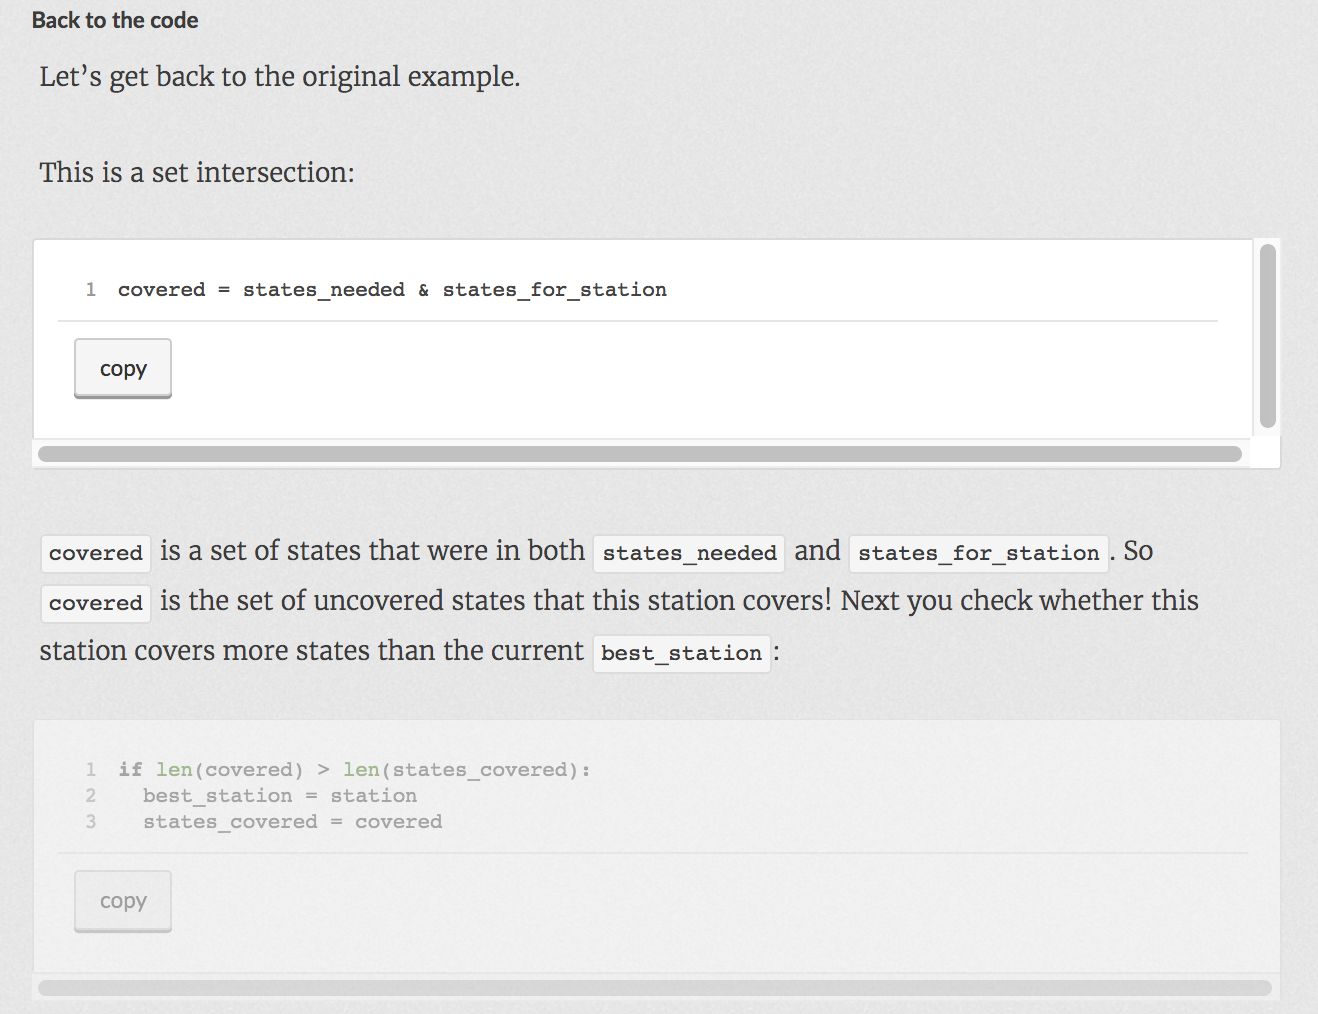 Back to the code
Let’s get back to the original example.
This is a set intersection:
1 covered = states_needed & states_for_station
copy
covered is a set of states that were in both states_needed and states_for_station. So
covered is the set of uncovered states that this station covers! Next you check whether this
station covers more states than the current best_station:
1 if len(covered) > len(states_covered):
2   best_station = station
3   states_covered = covered
copy